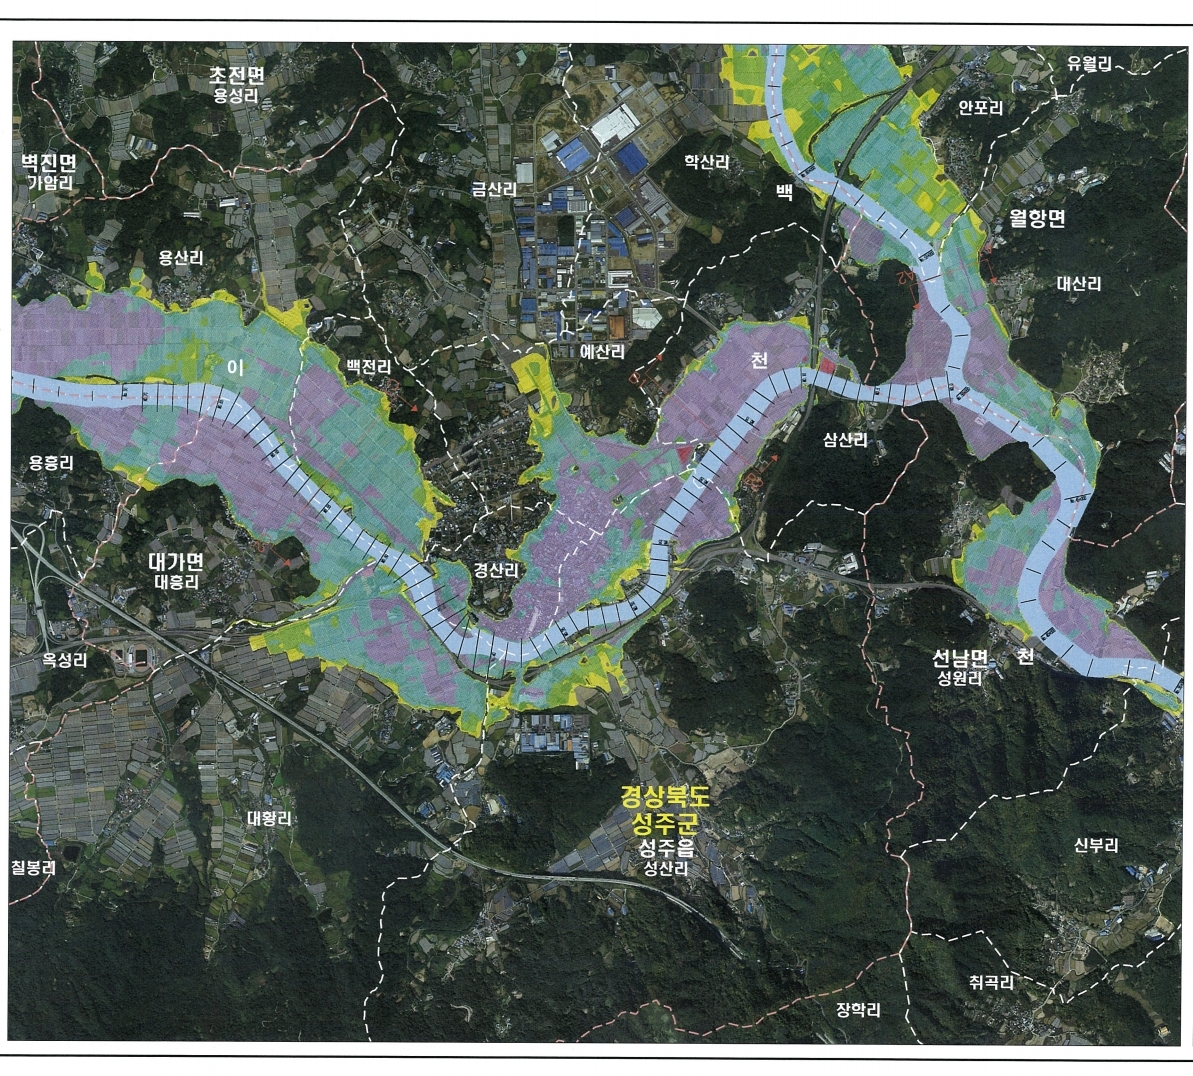 유월리
초전면
용성리
안포리
벽진면
가암리
학산리
금산리
백
월항면
용산리
대산리
예산리
천
이
백전리
삼산리
용흥리
대가면
대흥리
경산리
옥성리
선남면
성원리
천
경상북도
성주군
성주읍
성산리
대황리
신부리
칠봉리
취곡리
장학리